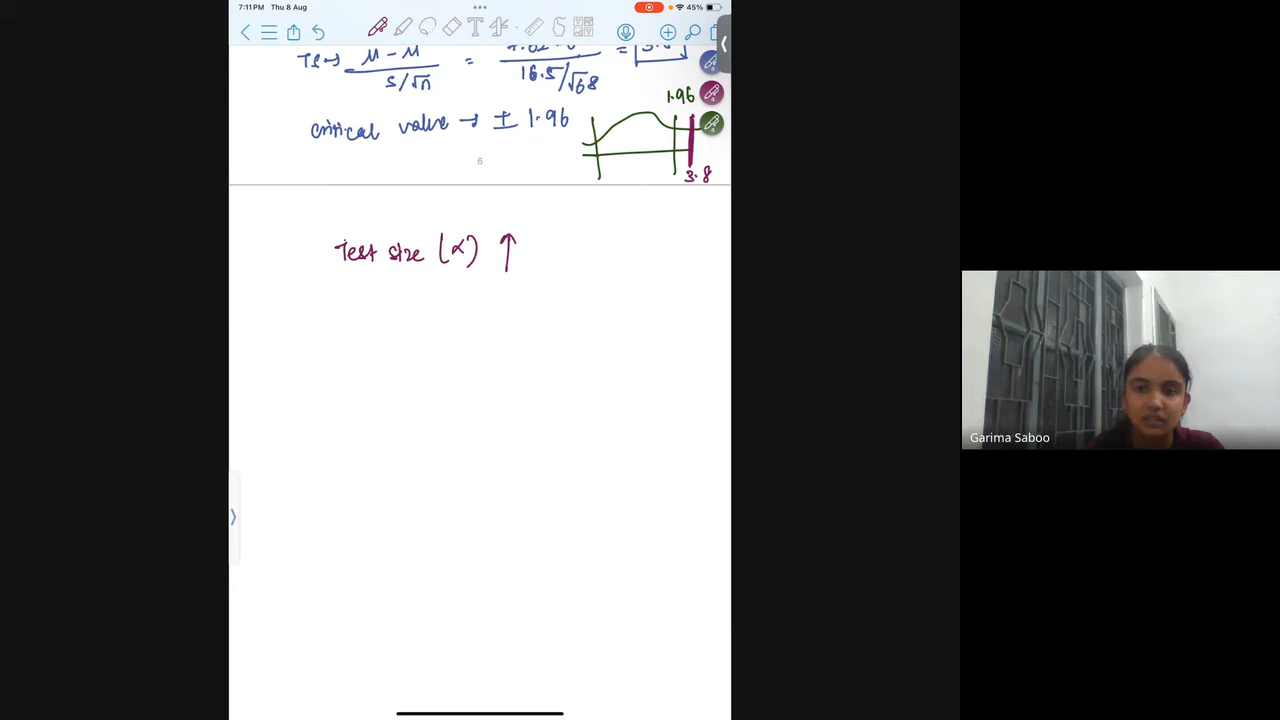 7:11 PM Thu 8 Aug
45%
μ - μ
s/√n
=
16.5/√68
=
1.96
critical value → ± 1.96
6
3.8
Test size (α) ↑
Garima Saboo